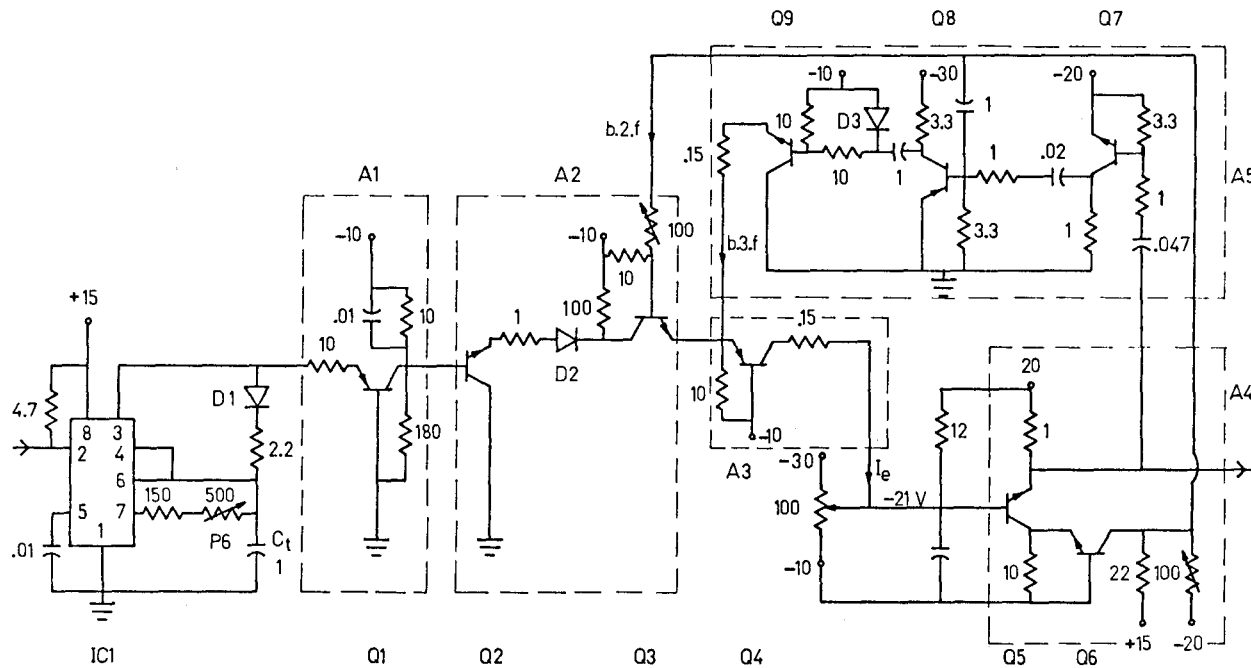 Q9 Q8 Q7
-10 -30 -20
10 D3 3.3 1 3.3
b.2.f .15 10 1 1 .02 1 A5
A1 A2
100 b.3.f 3.3 1 .047
-10 -10 10
+15 .01 10 100 .15
10 1 D2 10 20 A4
4.7 D1 -10 12 1
8 3 2.2 180 A3 -30 Ie
2 4
6 100 -21 V
5 7 150 500
1 P6 Ct -10 10 22 100
.01 1
+15 -20
IC1 Q1 Q2 Q3 Q4 Q5 Q6